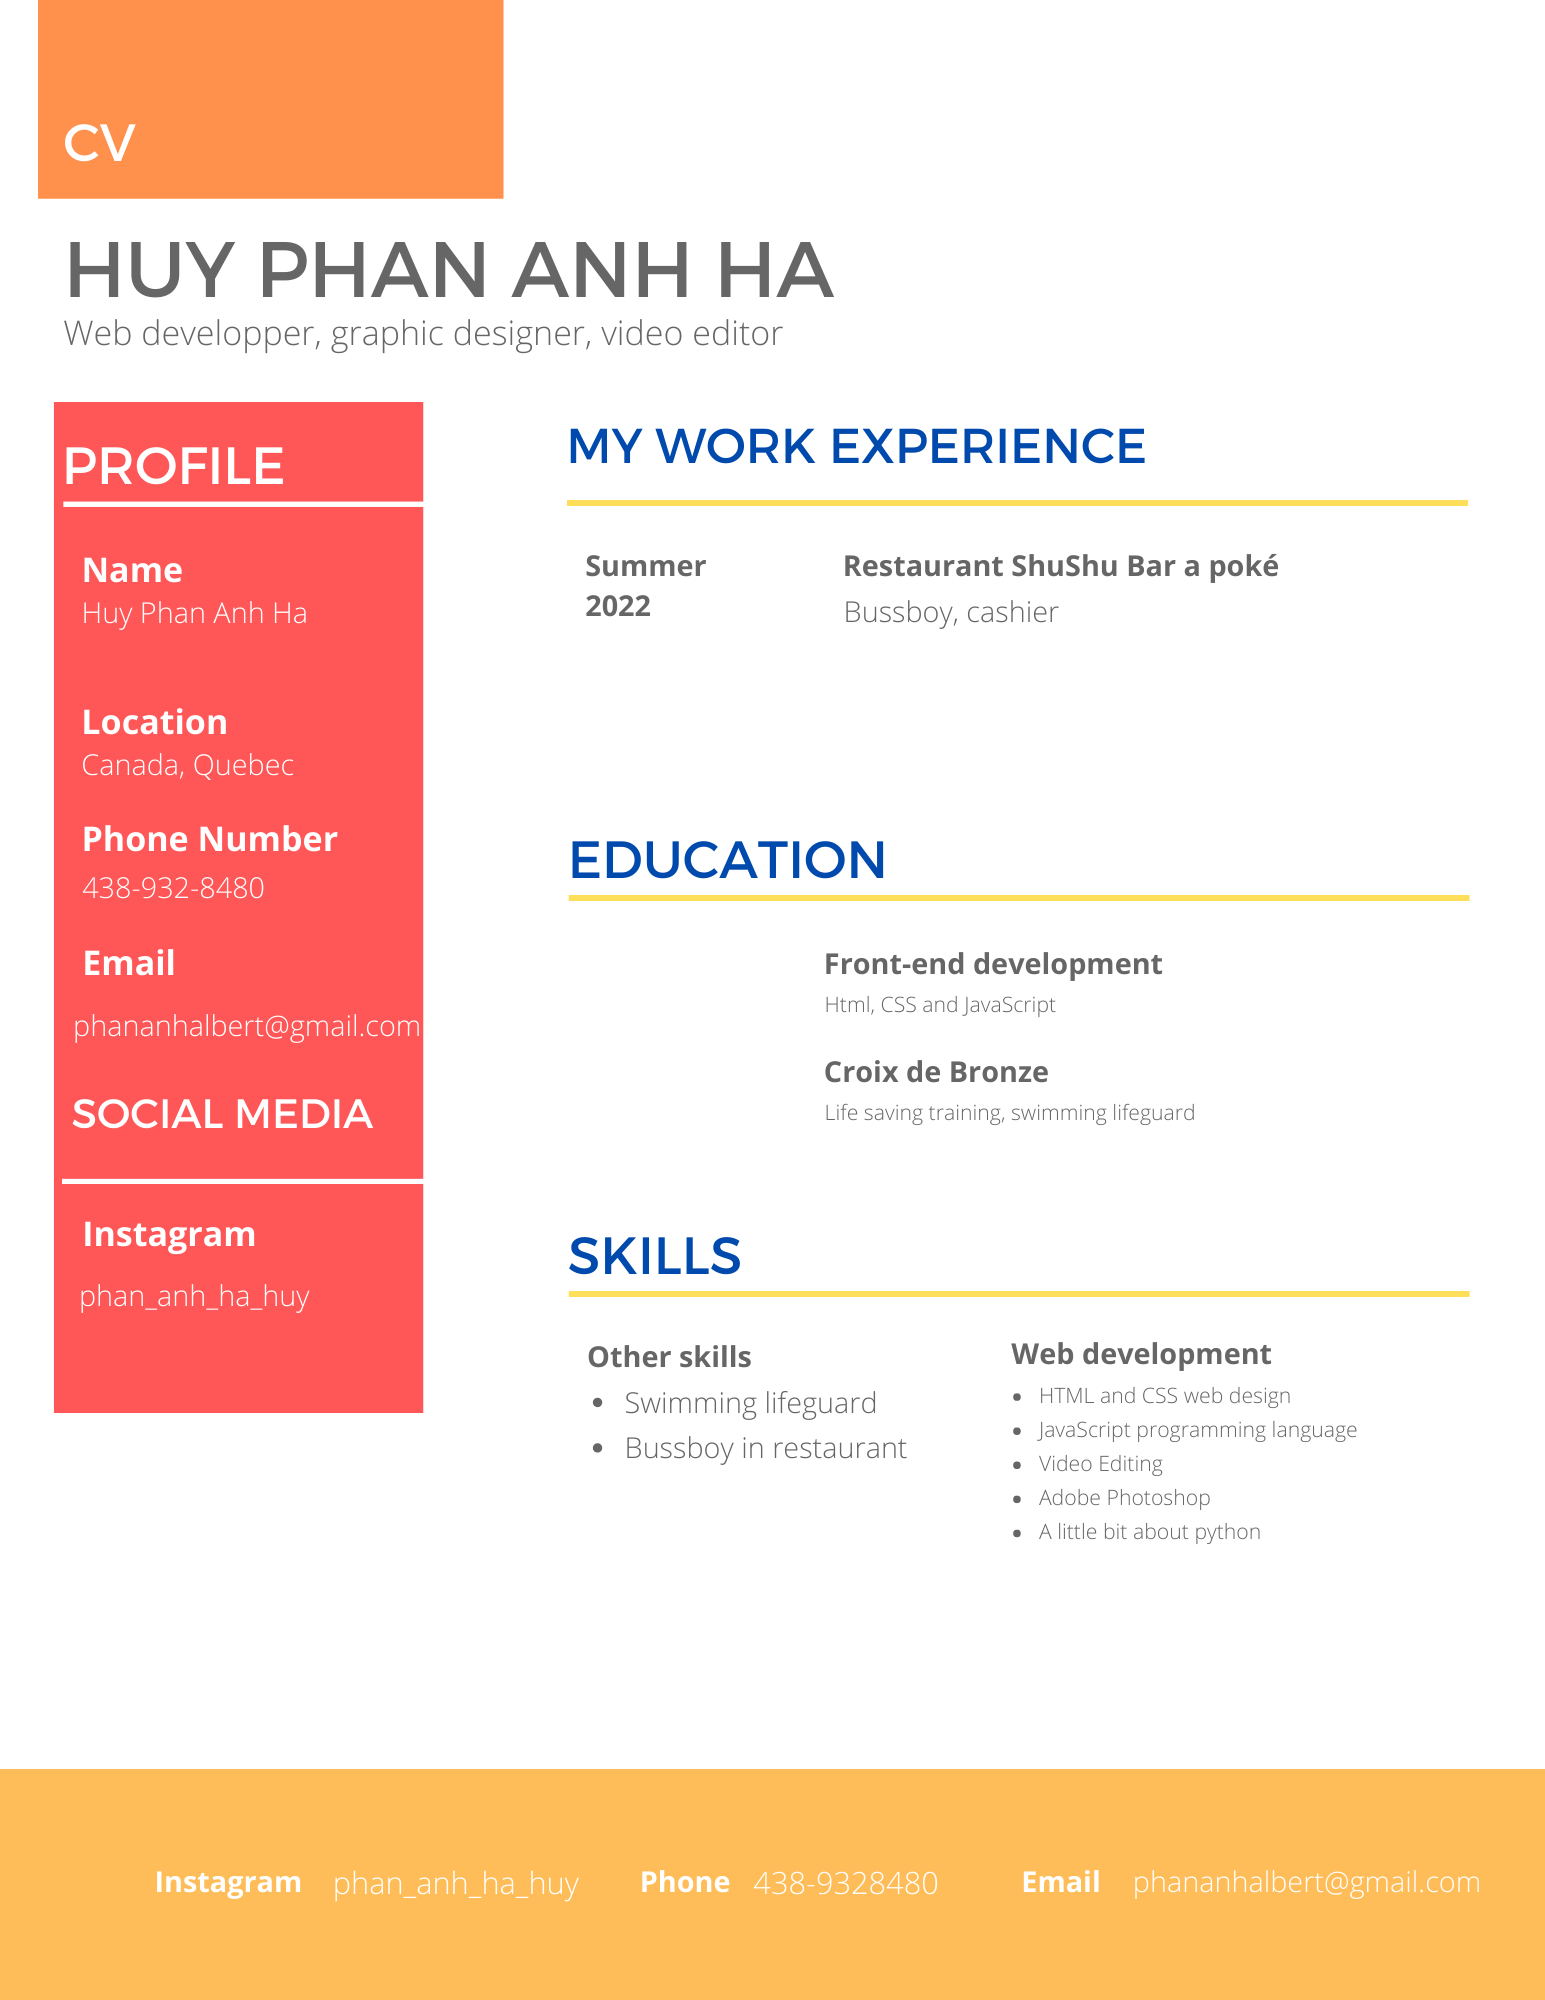 CV
HUY PHAN ANH HA
Web developper, graphic designer, video editor
PROFILE
Name
Huy Phan Anh Ha
Location
Canada, Quebec
Phone Number
438-932-8480
Email
phananhalbert@gmail.com
SOCIAL MEDIA
Instagram
phan_anh_ha_huy
MY WORK EXPERIENCE
Summer
2022
Restaurant ShuShu Bar a poké
Bussboy, cashier
EDUCATION
Front-end development
Html, CSS and JavaScript
Croix de Bronze
Life saving training, swimming lifeguard
SKILLS
Other skills
• Swimming lifeguard
• Bussboy in restaurant
Web development
• HTML and CSS web design
• JavaScript programming language
• Video Editing
• Adobe Photoshop
• A little bit about python
Instagram phan_anh_ha_huy Phone 438-9328480 Email phananhalbert@gmail.com